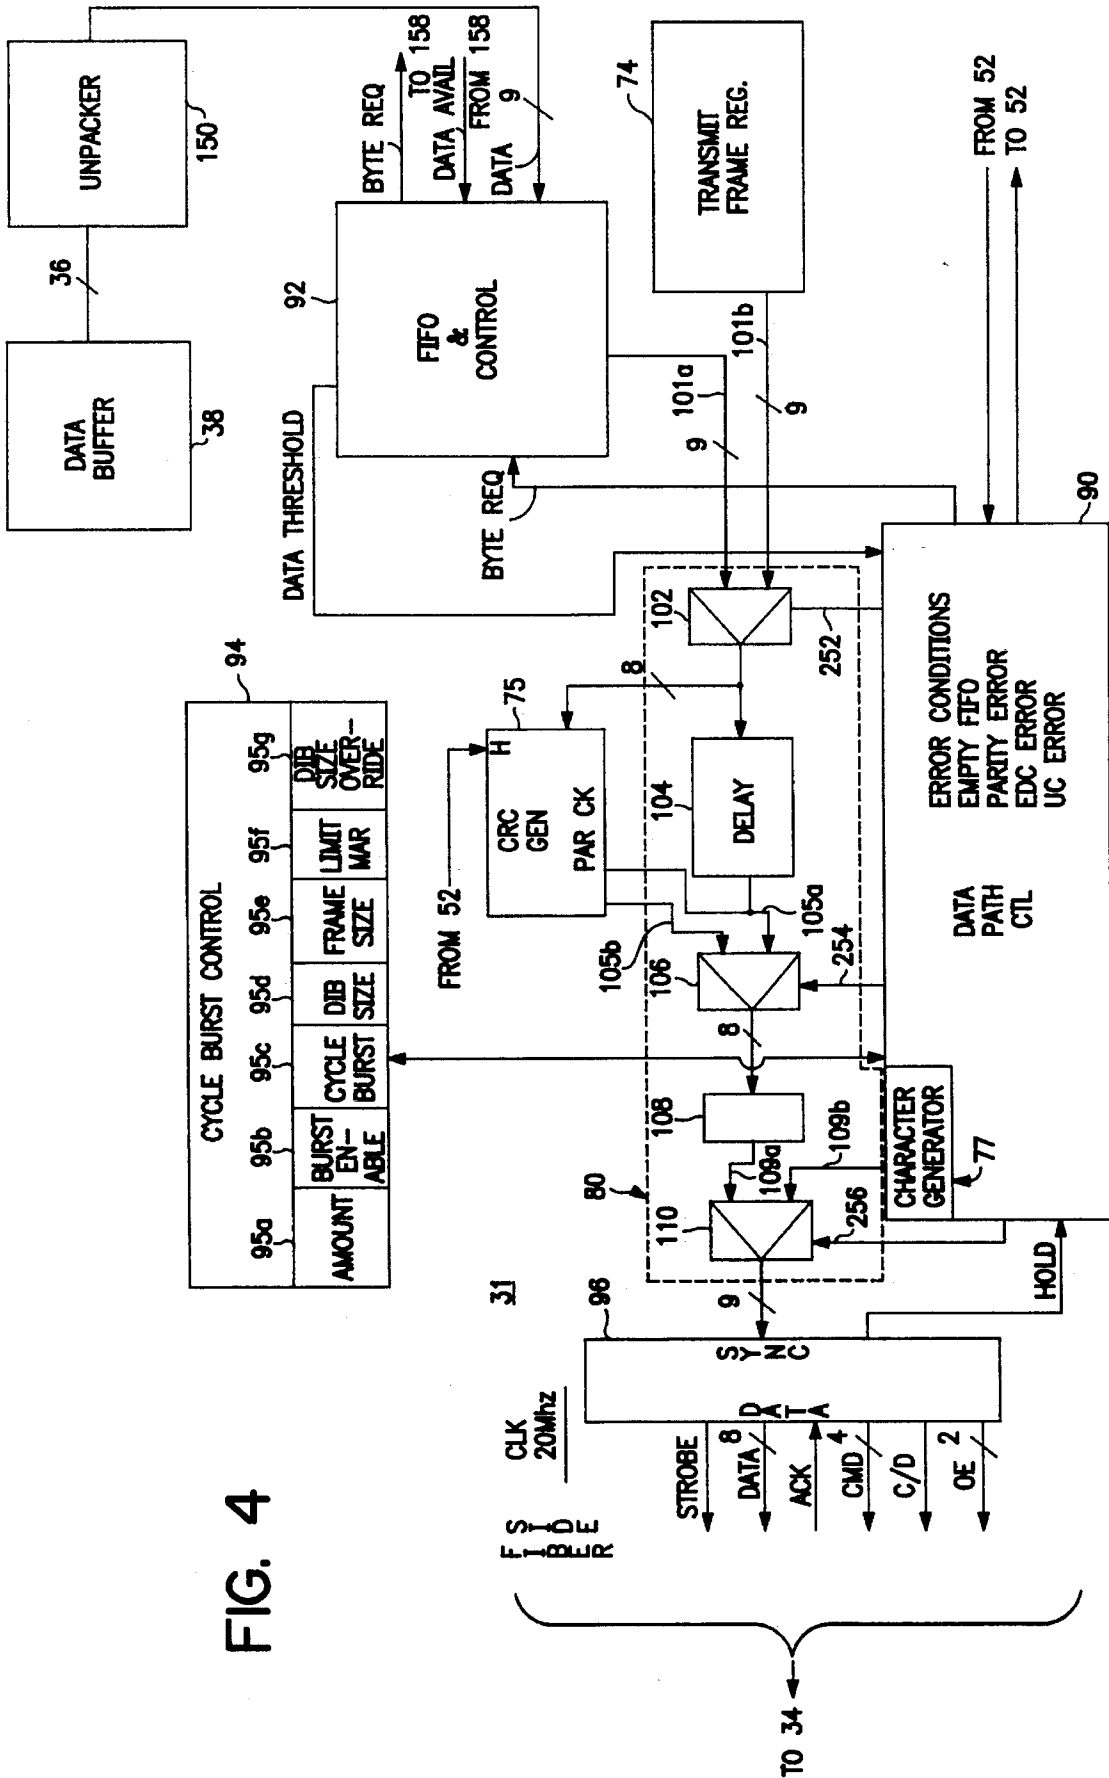 FIG. 4
CYCLE BURST CONTROL
94
95a
95b
95c
95d
95e
95f
95g
AMOUNT
BURST
EN-
ABLE
CYCLE
BURST
DIB
SIZE
FRAME
SIZE
LIMIT
MAR
DIB
SIZE
OVER-
RIDE
DATA
BUFFER
38
36
UNPACKER
150
DATA THRESHOLD
92
FIFO
&
CONTROL
BYTE REQ
TO 158
DATA AVAIL
FROM 158
DATA
9
BYTE REQ
101a
9
101b
9
74
TRANSMIT
FRAME REG.
FROM 52
H
75
CRC
GEN
PAR CK
8
102
252
104
DELAY
105a
105b
106
254
8
108
109a
109b
110
256
80
31
CLK
20Mhz
FIBER
SIDE
96
SYNC
DATA
9
HOLD
STROBE
DATA
8
ACK
CMD
4
C/D
OE
2
TO 34
CHARACTER
GENERATOR
77
DATA
PATH
CTL
ERROR CONDITIONS
EMPTY FIFO
PARITY ERROR
EDC ERROR
UC ERROR
90
FROM 52
TO 52